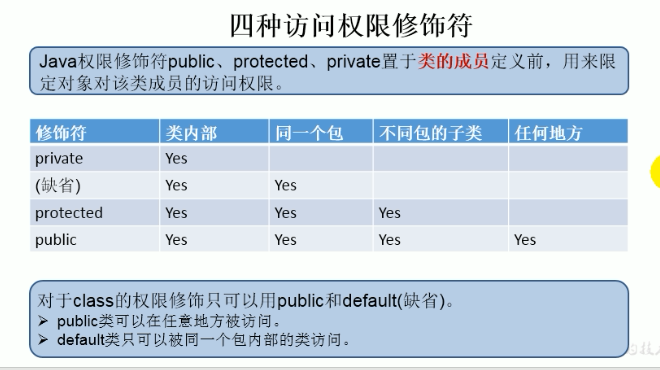 四种访问权限修饰符
Java权限修饰符public、protected、private置于类的成员定义前，用来限
定对象对该类成员的访问权限。
修饰符 类内部 同一个包 不同包的子类 任何地方
private Yes
(缺省) Yes Yes
protected Yes Yes Yes
public Yes Yes Yes Yes
对于class的权限修饰只可以用public和default(缺省)。
➢ public类可以在任意地方被访问。
➢ default类只可以被同一个包内部的类访问。